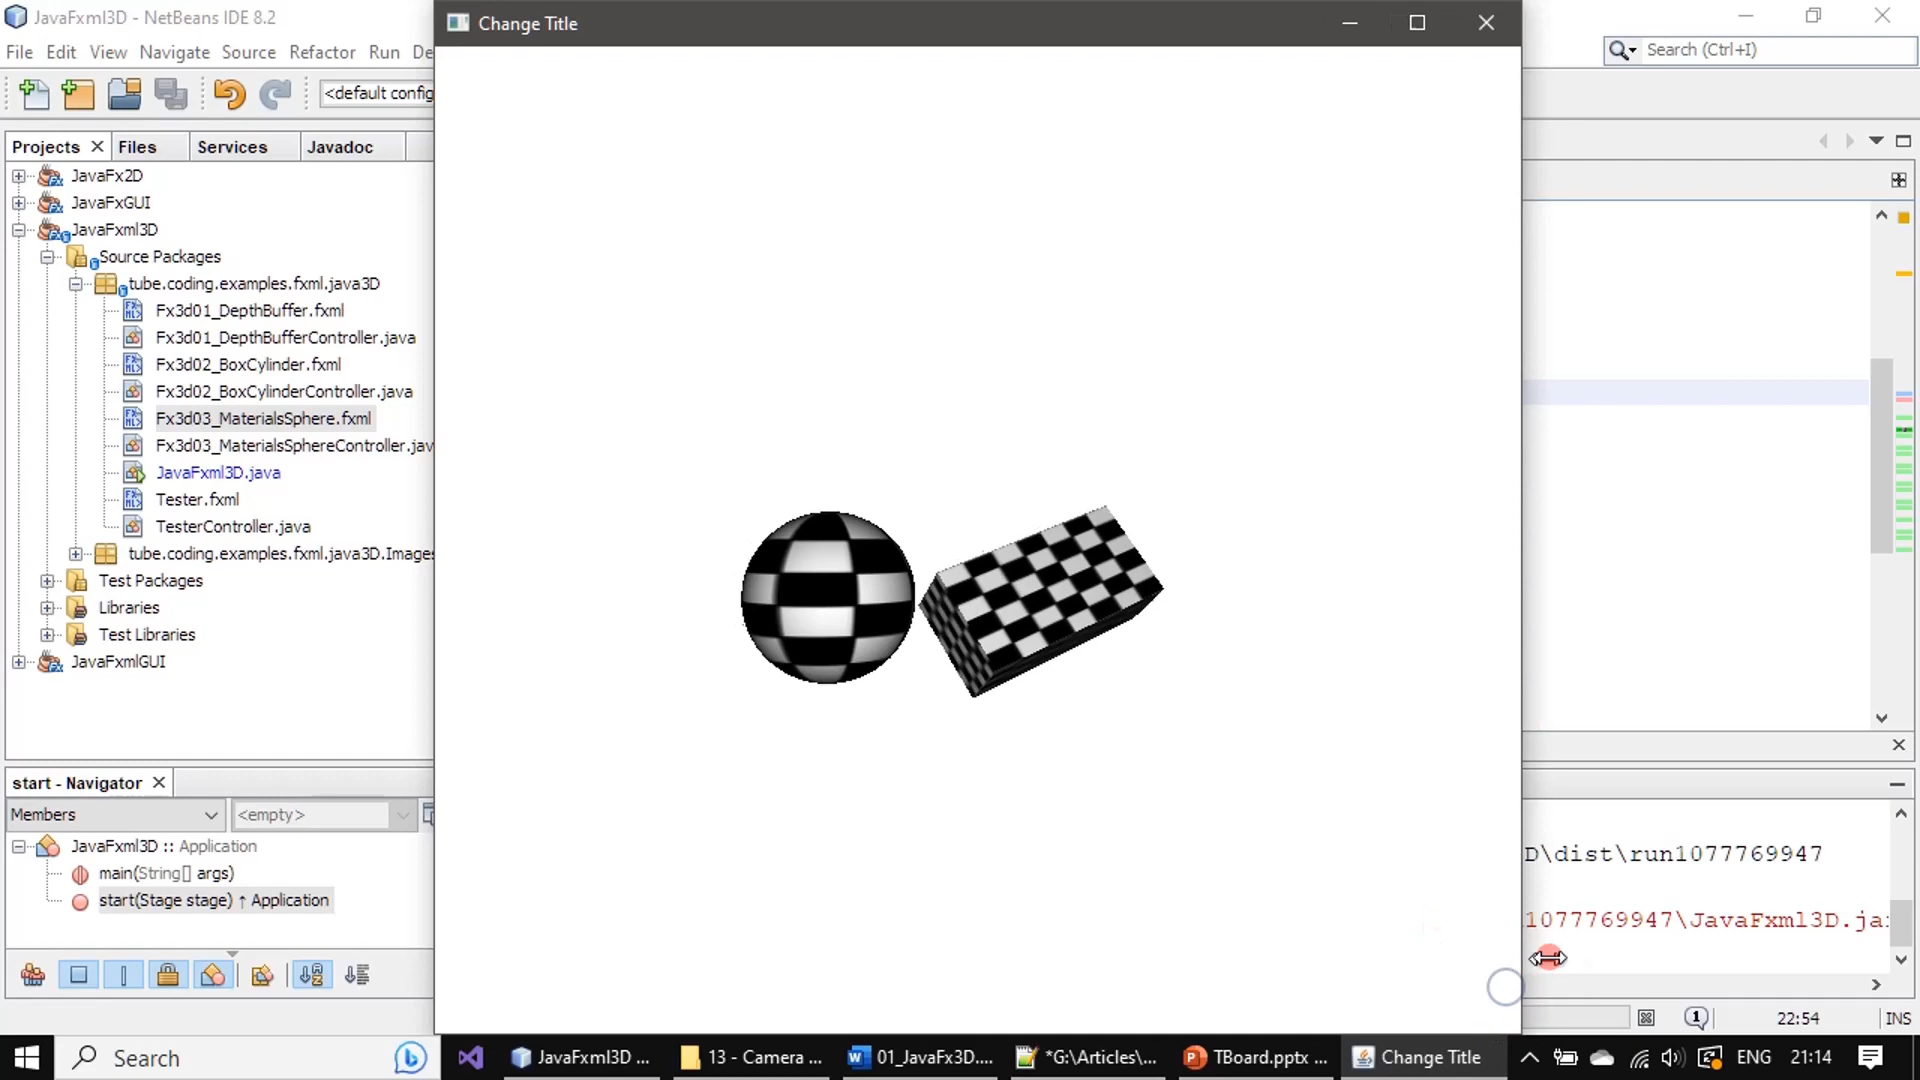 JavaFxml3D - NetBeans IDE 8.2
File Edit View Navigate Source Refactor Run De
Search (Ctrl+I)
<default config
Projects Files Services Javadoc
JavaFx2D
JavaFxGUI
JavaFxml3D
Source Packages
tube.coding.examples.fxml.java3D
Fx3d01_DepthBuffer.fxml
Fx3d01_DepthBufferController.java
Fx3d02_BoxCylinder.fxml
Fx3d02_BoxCylinderController.java
Fx3d03_MaterialsSphere.fxml
Fx3d03_MaterialsSphereController.jav
JavaFxml3D.java
Tester.fxml
TesterController.java
tube.coding.examples.fxml.java3D.Images
Test Packages
Libraries
Test Libraries
JavaFxmlGUI
start - Navigator
Members <empty>
JavaFxml3D :: Application
main(String[] args)
start(Stage stage) ↑ Application
Change Title
D\dist\run1077769947
1077769947\JavaFxml3D.ja
1 22:54 INS
Search JavaFxml3D ... 13 - Camera ... 01_JavaFx3D.... *G:\Articles\... TBoard.pptx ... Change Title ENG 21:14